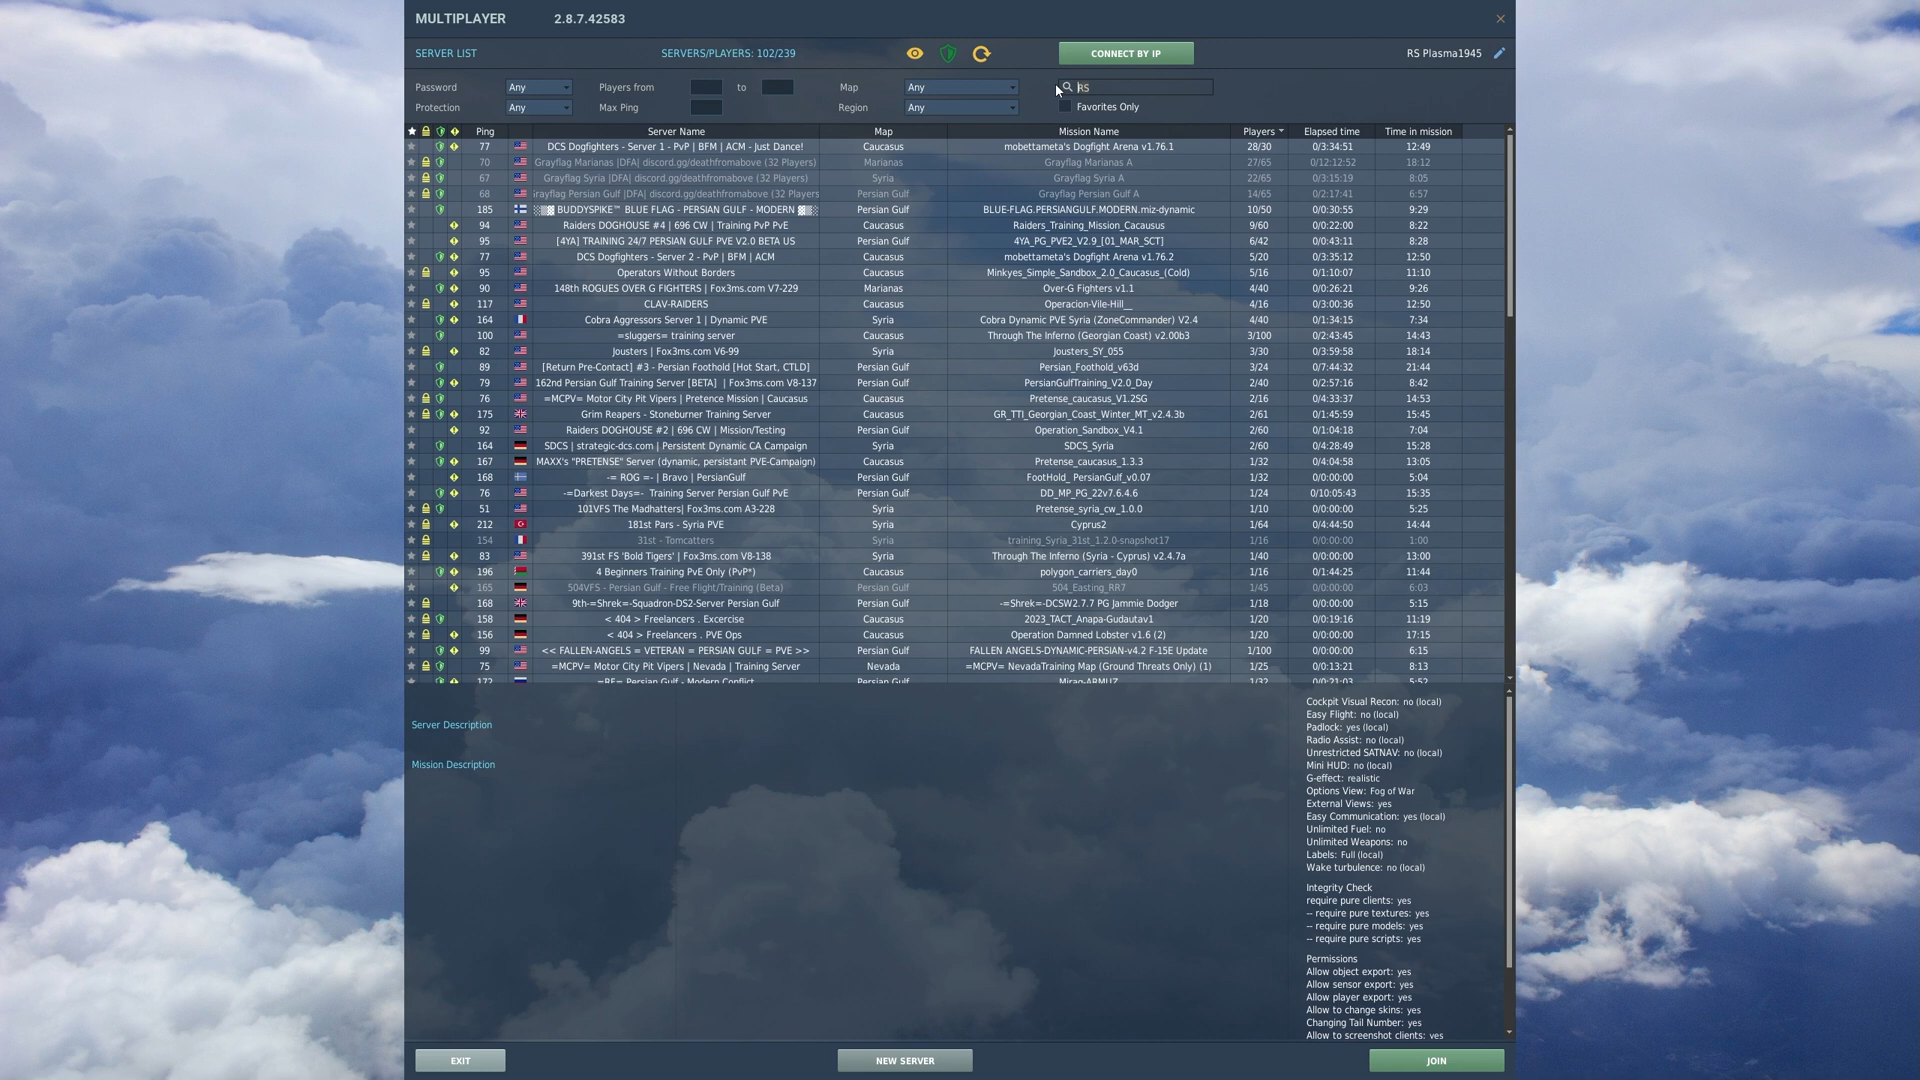 MULTIPLAYER 2.8.7.42583
SERVER LIST SERVERS/PLAYERS: 102/239 CONNECT BY IP RS Plasma1945
Password Any Players from to Map Any RS
Protection Any Max Ping Region Any Favorites Only
Ping Server Name Map Mission Name Players Elapsed time Time in mission
77 DCS Dogfighters - Server 1 - PvP | BFM | ACM - Just Dance! Caucasus mobettameta's Dogfight Arena v1.76.1 28/30 0/3:34:51 12:49
70 Grayflag Marianas |DFA| discord.gg/deathfromabove (32 Players) Marianas Grayflag Marianas A 27/65 0/12:12:52 18:12
67 Grayflag Syria |DFA| discord.gg/deathfromabove (32 Players) Syria Grayflag Syria A 22/65 0/3:15:19 8:05
68 rayflag Persian Gulf |DFA| discord.gg/deathfromabove (32 Players Persian Gulf Grayflag Persian Gulf A 14/65 0/2:17:41 6:57
185 ░▒▓ BUDDYSPIKE™ BLUE FLAG - PERSIAN GULF - MODERN ▓▒░ Persian Gulf BLUE-FLAG.PERSIANGULF.MODERN.miz-dynamic 10/50 0/0:30:55 9:29
94 Raiders DOGHOUSE #4 | 696 CW | Training PvP PvE Caucasus Raiders_Training_Mission_Cacausus 9/60 0/0:22:00 8:22
95 [4YA] TRAINING 24/7 PERSIAN GULF PVE V2.0 BETA US Persian Gulf 4YA_PG_PVE2_V2.9_[01_MAR_SCT] 6/42 0/0:43:11 8:28
77 DCS Dogfighters - Server 2 - PvP | BFM | ACM Caucasus mobettameta's Dogfight Arena v1.76.2 5/20 0/3:35:12 12:50
95 Operators Without Borders Caucasus Minkyes_Simple_Sandbox_2.0_Caucasus_(Cold) 5/16 0/1:10:07 11:10
90 148th ROGUES OVER G FIGHTERS | Fox3ms.com V7-229 Marianas Over-G Fighters v1.1 4/40 0/0:26:21 9:26
117 CLAV-RAIDERS Caucasus Operacion-Vile-Hill__ 4/16 0/3:00:36 12:50
164 Cobra Aggressors Server 1 | Dynamic PVE Syria Cobra Dynamic PVE Syria (ZoneCommander) V2.4 4/40 0/1:34:15 7:34
100 =sluggers= training server Caucasus Through The Inferno (Georgian Coast) v2.00b3 3/100 0/2:43:45 14:43
82 Jousters | Fox3ms.com V6-99 Syria Jousters_SY_055 3/30 0/3:59:58 18:14
89 [Return Pre-Contact] #3 - Persian Foothold [Hot Start, CTLD] Persian Gulf Persian_Foothold_v63d 3/24 0/7:44:32 21:44
79 162nd Persian Gulf Training Server [BETA] | Fox3ms.com V8-137 Persian Gulf PersianGulfTraining_V2.0_Day 2/40 0/2:57:16 8:42
76 =MCPV= Motor City Pit Vipers | Pretence Mission | Caucasus Caucasus Pretense_caucasus_V1.2SG 2/16 0/4:33:37 14:53
175 Grim Reapers - Stoneburner Training Server Caucasus GR_TTI_Georgian_Coast_Winter_MT_v2.4.3b 2/61 0/1:45:59 15:45
92 Raiders DOGHOUSE #2 | 696 CW | Mission/Testing Persian Gulf Operation_Sandbox_V4.1 2/60 0/1:04:18 7:04
164 SDCS | strategic-dcs.com | Persistent Dynamic CA Campaign Syria SDCS_Syria 2/60 0/4:28:49 15:28
167 MAXX's "PRETENSE" Server (dynamic, persistant PVE-Campaign) Caucasus Pretense_caucasus_1.3.3 1/32 0/4:04:58 13:05
168 -= ROG =- | Bravo | PersianGulf Persian Gulf FootHold_ PersianGulf_v0.07 1/32 0/0:00:00 5:04
76 -=Darkest Days=- Training Server Persian Gulf PvE Persian Gulf DD_MP_PG_22v7.6.4.6 1/24 0/10:05:43 15:35
51 101VFS The Madhatters| Fox3ms.com A3-228 Syria Pretense_syria_cw_1.0.0 1/10 0/0:00:00 5:25
212 181st Pars - Syria PVE Syria Cyprus2 1/64 0/4:44:50 14:44
154 31st - Tomcatters Syria training_Syria_31st_1.2.0-snapshot17 1/16 0/0:00:00 1:00
83 391st FS 'Bold Tigers' | Fox3ms.com V8-138 Syria Through The Inferno (Syria - Cyprus) v2.4.7a 1/40 0/0:00:00 13:00
196 4 Beginners Training PvE Only (PvP*) Caucasus polygon_carriers_day0 1/16 0/1:44:25 11:44
165 504VFS - Persian Gulf - Free Flight/Training (Beta) Persian Gulf 504_Easting_RR7 1/45 0/0:00:00 6:03
168 9th-=Shrek=-Squadron-DS2-Server Persian Gulf Persian Gulf -=Shrek=-DCSW2.7.7 PG Jammie Dodger 1/18 0/0:00:00 5:15
158 < 404 > Freelancers . Excercise Caucasus 2023_TACT_Anapa-Gudautav1 1/20 0/0:19:16 11:19
156 < 404 > Freelancers . PVE Ops Caucasus Operation Damned Lobster v1.6 (2) 1/20 0/0:00:00 17:15
99 << FALLEN-ANGELS = VETERAN = PERSIAN GULF = PVE >> Persian Gulf FALLEN ANGELS-DYNAMIC-PERSIAN-v4.2 F-15E Update 1/100 0/0:00:00 6:15
75 =MCPV= Motor City Pit Vipers | Nevada | Training Server Nevada =MCPV= NevadaTraining Map (Ground Threats Only) (1) 1/25 0/0:13:21 8:13
172 =RF= Persian Gulf - Modern Conflict Persian Gulf Mirag-ARMUZ 1/32 0/0:21:03 5:52
Server Description
Mission Description
Cockpit Visual Recon: no (local)
Easy Flight: no (local)
Padlock: yes (local)
Radio Assist: no (local)
Unrestricted SATNAV: no (local)
Mini HUD: no (local)
G-effect: realistic
Options View: Fog of War
External Views: yes
Easy Communication: yes (local)
Unlimited Fuel: no
Unlimited Weapons: no
Labels: Full (local)
Wake turbulence: no (local)
Integrity Check
require pure clients: yes
-- require pure textures: yes
-- require pure models: yes
-- require pure scripts: yes
Permissions
Allow object export: yes
Allow sensor export: yes
Allow player export: yes
Allow to change skins: yes
Changing Tail Number: yes
Allow to screenshot clients: yes
EXIT NEW SERVER JOIN